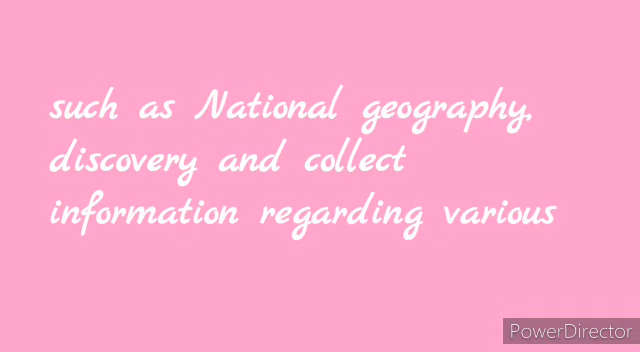 such as National geography,
discovery and collect
information regarding various
PowerDirector